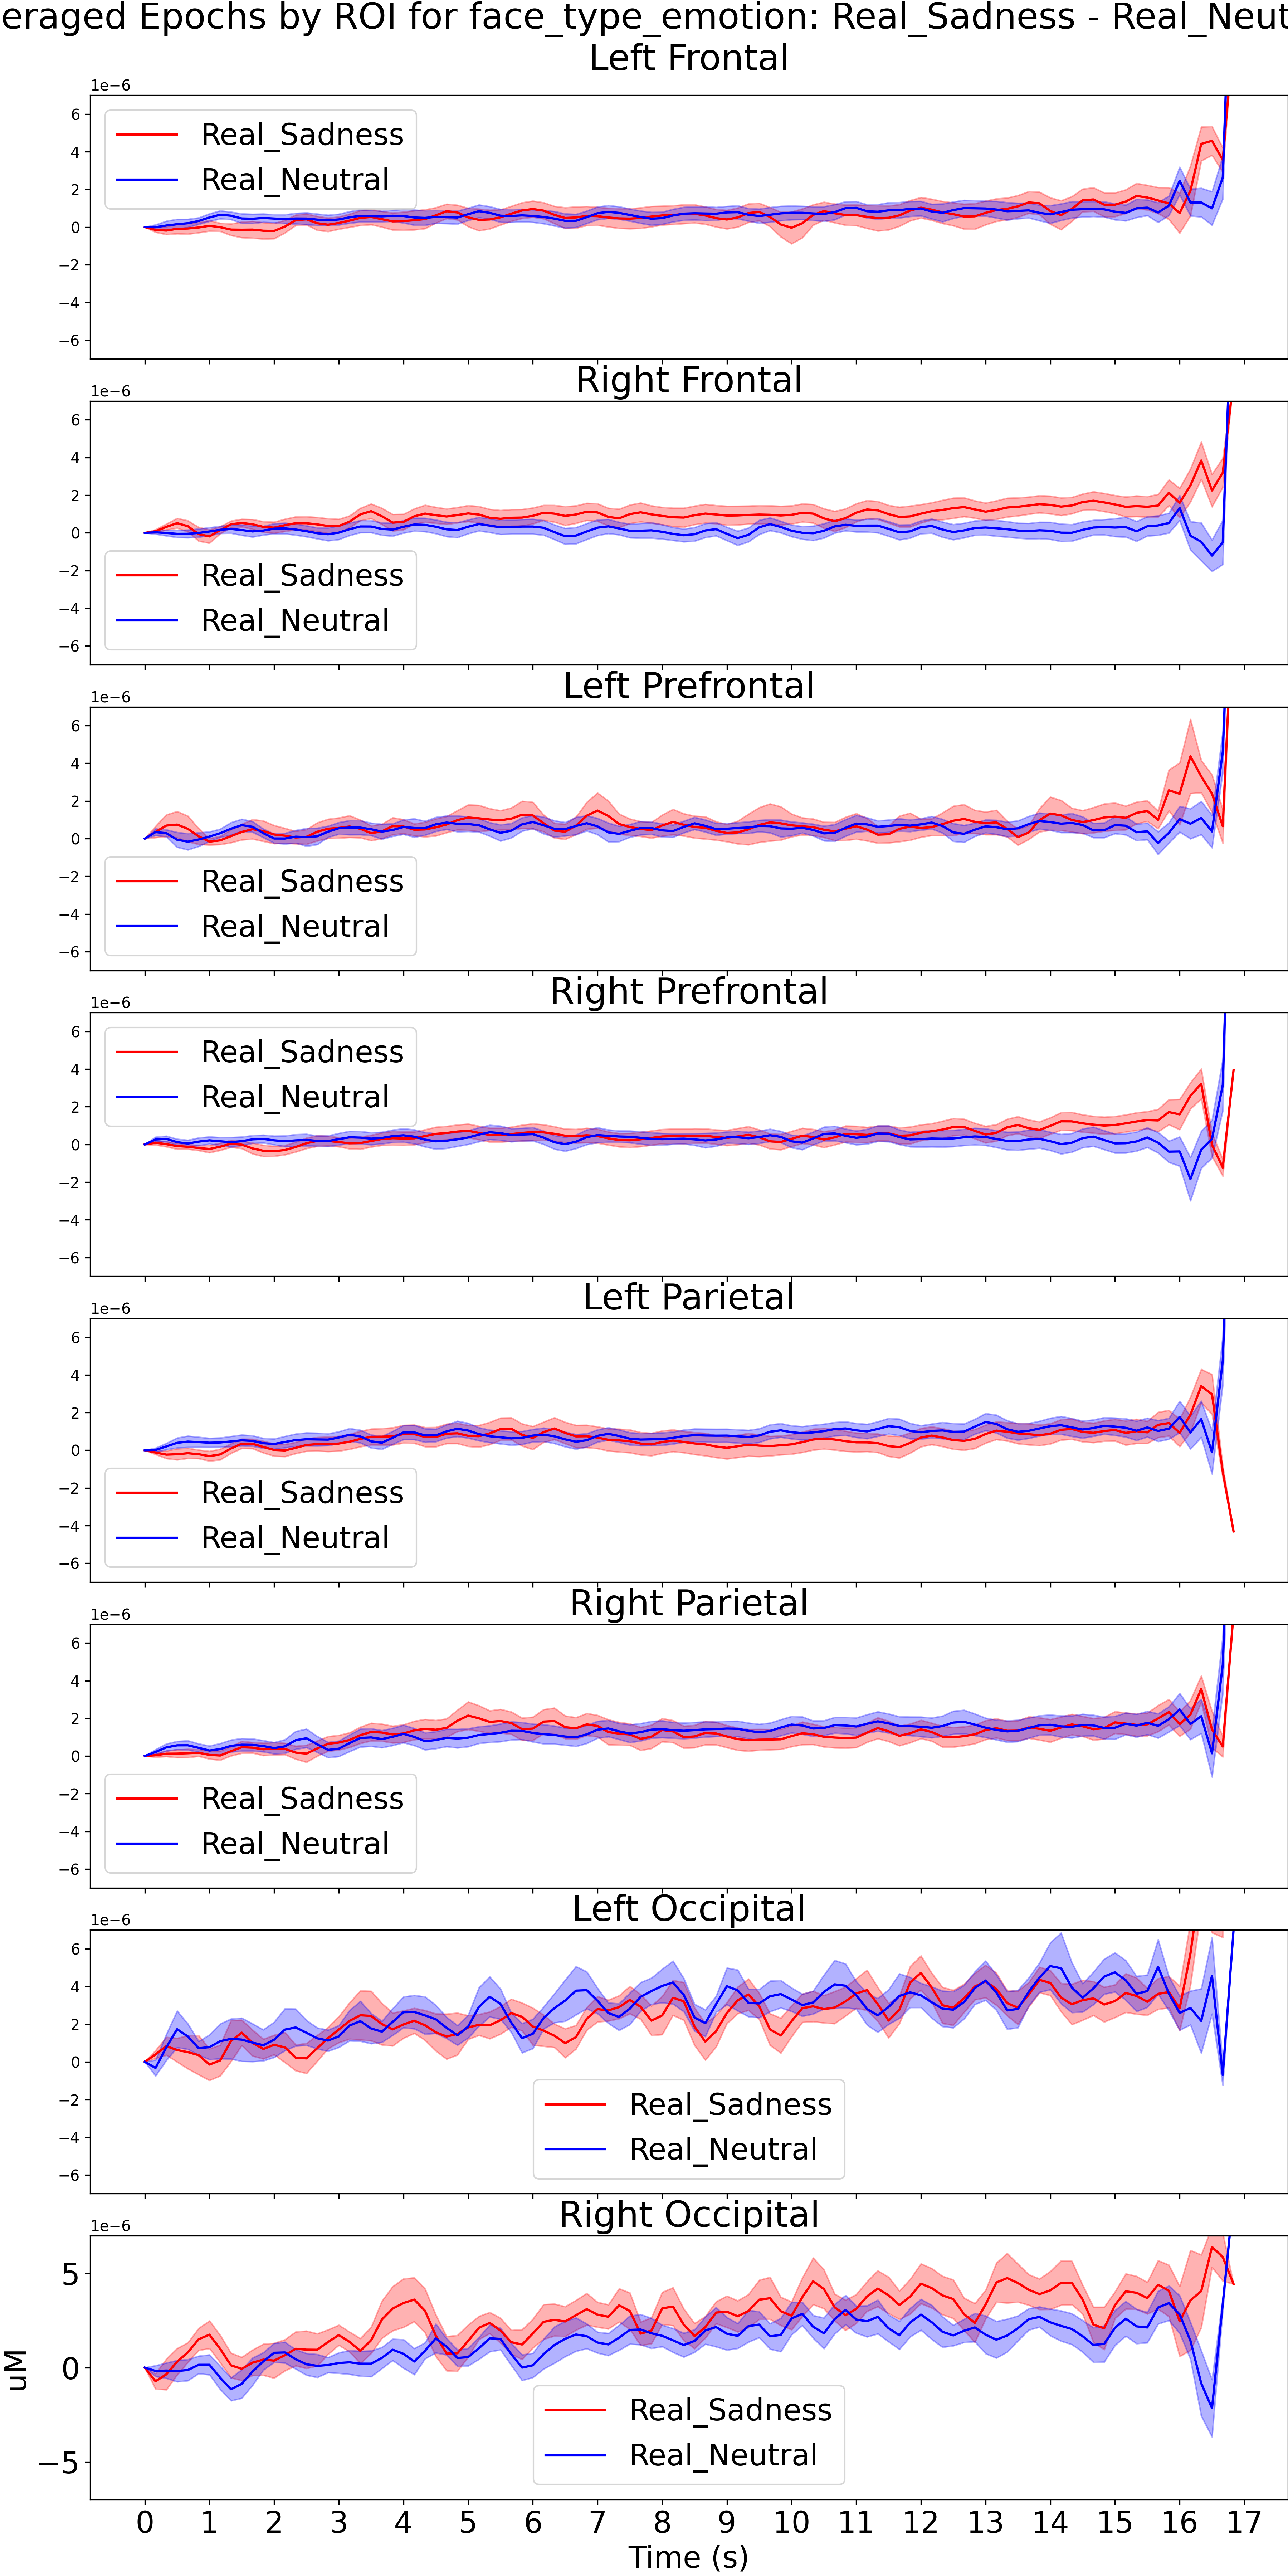 eraged Epochs by ROI for face_type_emotion: Real_Sadness - Real_Neut
Left Frontal
1e−6
6
4
2
0
−2
−4
−6
Real_Sadness
Real_Neutral
Right Frontal
1e−6
6
4
2
0
−2
−4
−6
Real_Sadness
Real_Neutral
Left Prefrontal
1e−6
6
4
2
0
−2
−4
−6
Real_Sadness
Real_Neutral
Right Prefrontal
1e−6
6
4
2
0
−2
−4
−6
Real_Sadness
Real_Neutral
Left Parietal
1e−6
6
4
2
0
−2
−4
−6
Real_Sadness
Real_Neutral
Right Parietal
1e−6
6
4
2
0
−2
−4
−6
Real_Sadness
Real_Neutral
Left Occipital
1e−6
6
4
2
0
−2
−4
−6
Real_Sadness
Real_Neutral
Right Occipital
1e−6
5
0
−5
uM
Real_Sadness
Real_Neutral
0 1 2 3 4 5 6 7 8 9 10 11 12 13 14 15 16 17
Time (s)